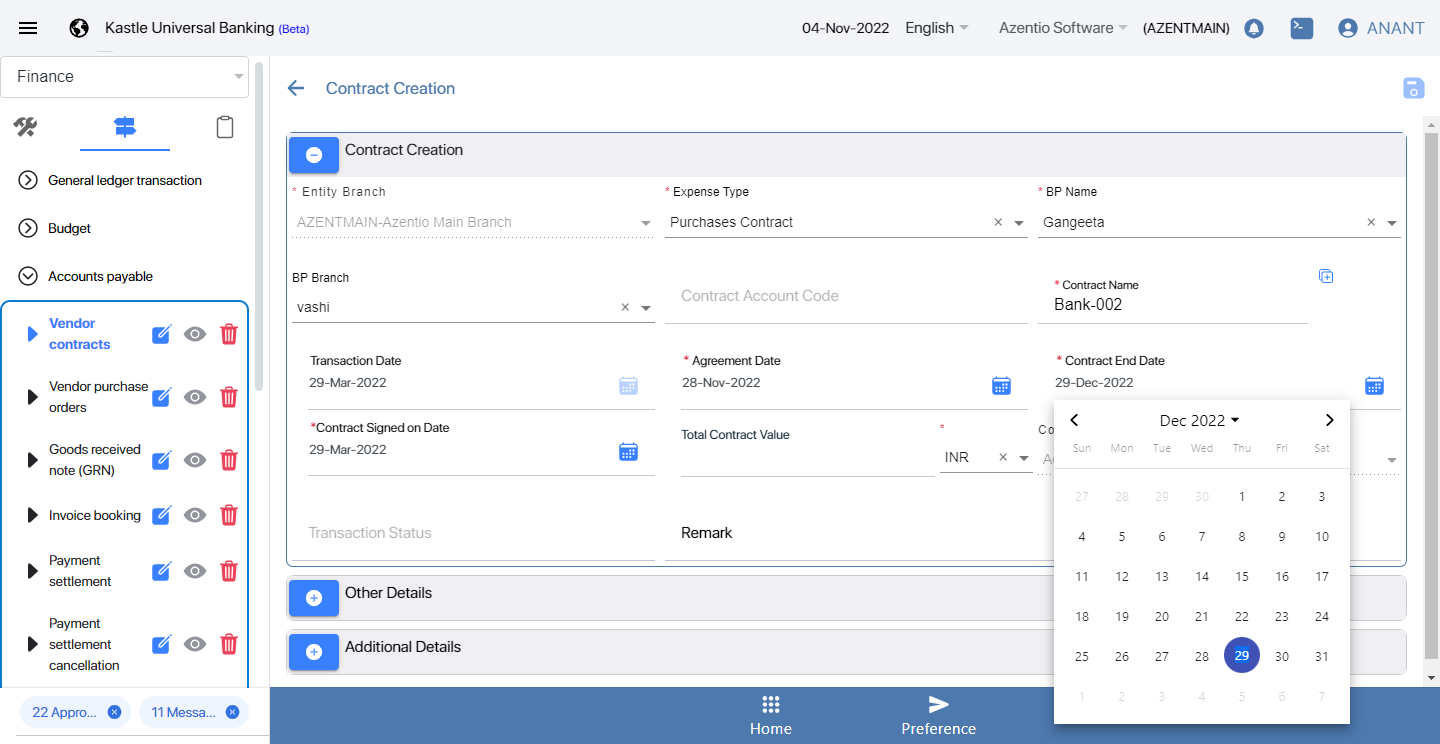 Kastle Universal Banking (Beta)
04-Nov-2022
English
Azentio Software
(AZENTMAIN)
ANANT
Finance
General ledger transaction
Budget
Accounts payable
Vendor
contracts
Vendor purchase
orders
Goods received
note (GRN)
Invoice booking
Payment
settlement
Payment
settlement
cancellation
22 Appro...
11 Messa...
Contract Creation
Contract Creation
* Entity Branch
AZENTMAIN-Azentio Main Branch
* Expense Type
Purchases Contract
* BP Name
Gangeeta
BP Branch
vashi
Contract Account Code
* Contract Name
Bank-002
Transaction Date
29-Mar-2022
* Agreement Date
28-Nov-2022
* Contract End Date
29-Dec-2022
*Contract Signed on Date
29-Mar-2022
Total Contract Value
*
INR
Transaction Status
Remark
Dec 2022
Sun Mon Tue Wed Thu Fri Sat
27 28 29 30 1 2 3
4 5 6 7 8 9 10
11 12 13 14 15 16 17
18 19 20 21 22 23 24
25 26 27 28 29 30 31
1 2 3 4 5 6 7
Other Details
Additional Details
Home
Preference